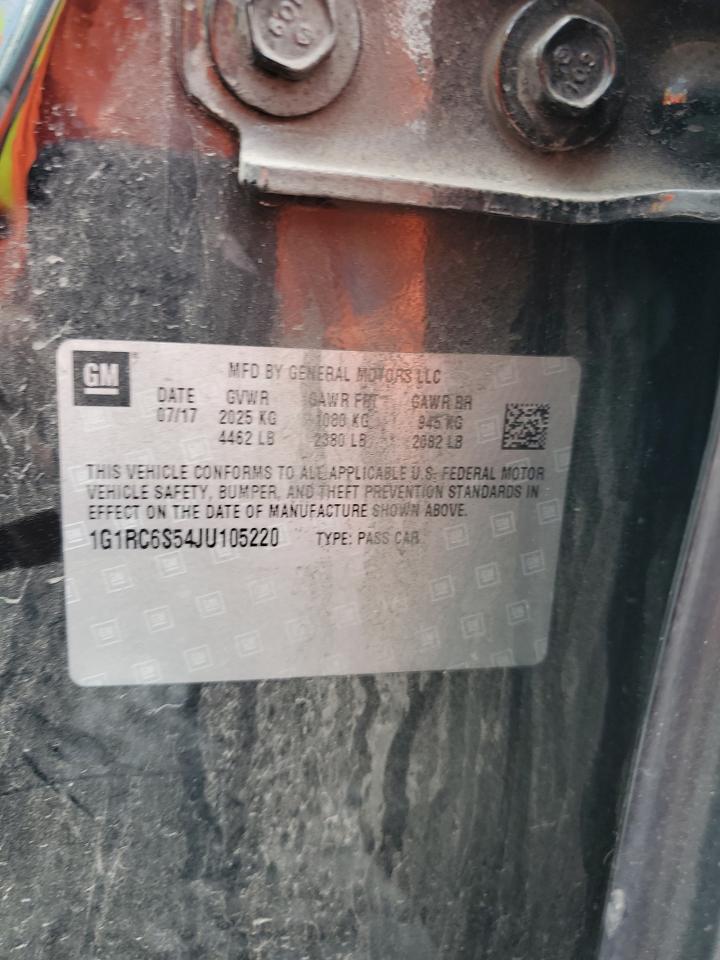 GM
MFD BY GENERAL MOTORS LLC
DATE GVWR GAWR FRT GAWR RR
07/17 2025 KG 1080 KG 945 KG
4462 LB 2380 LB 2082 LB
THIS VEHICLE CONFORMS TO ALL APPLICABLE U.S. FEDERAL MOTOR
VEHICLE SAFETY, BUMPER, AND THEFT PREVENTION STANDARDS IN
EFFECT ON THE DATE OF MANUFACTURE SHOWN ABOVE.
1G1RC6S54JU105220 TYPE: PASS CAR